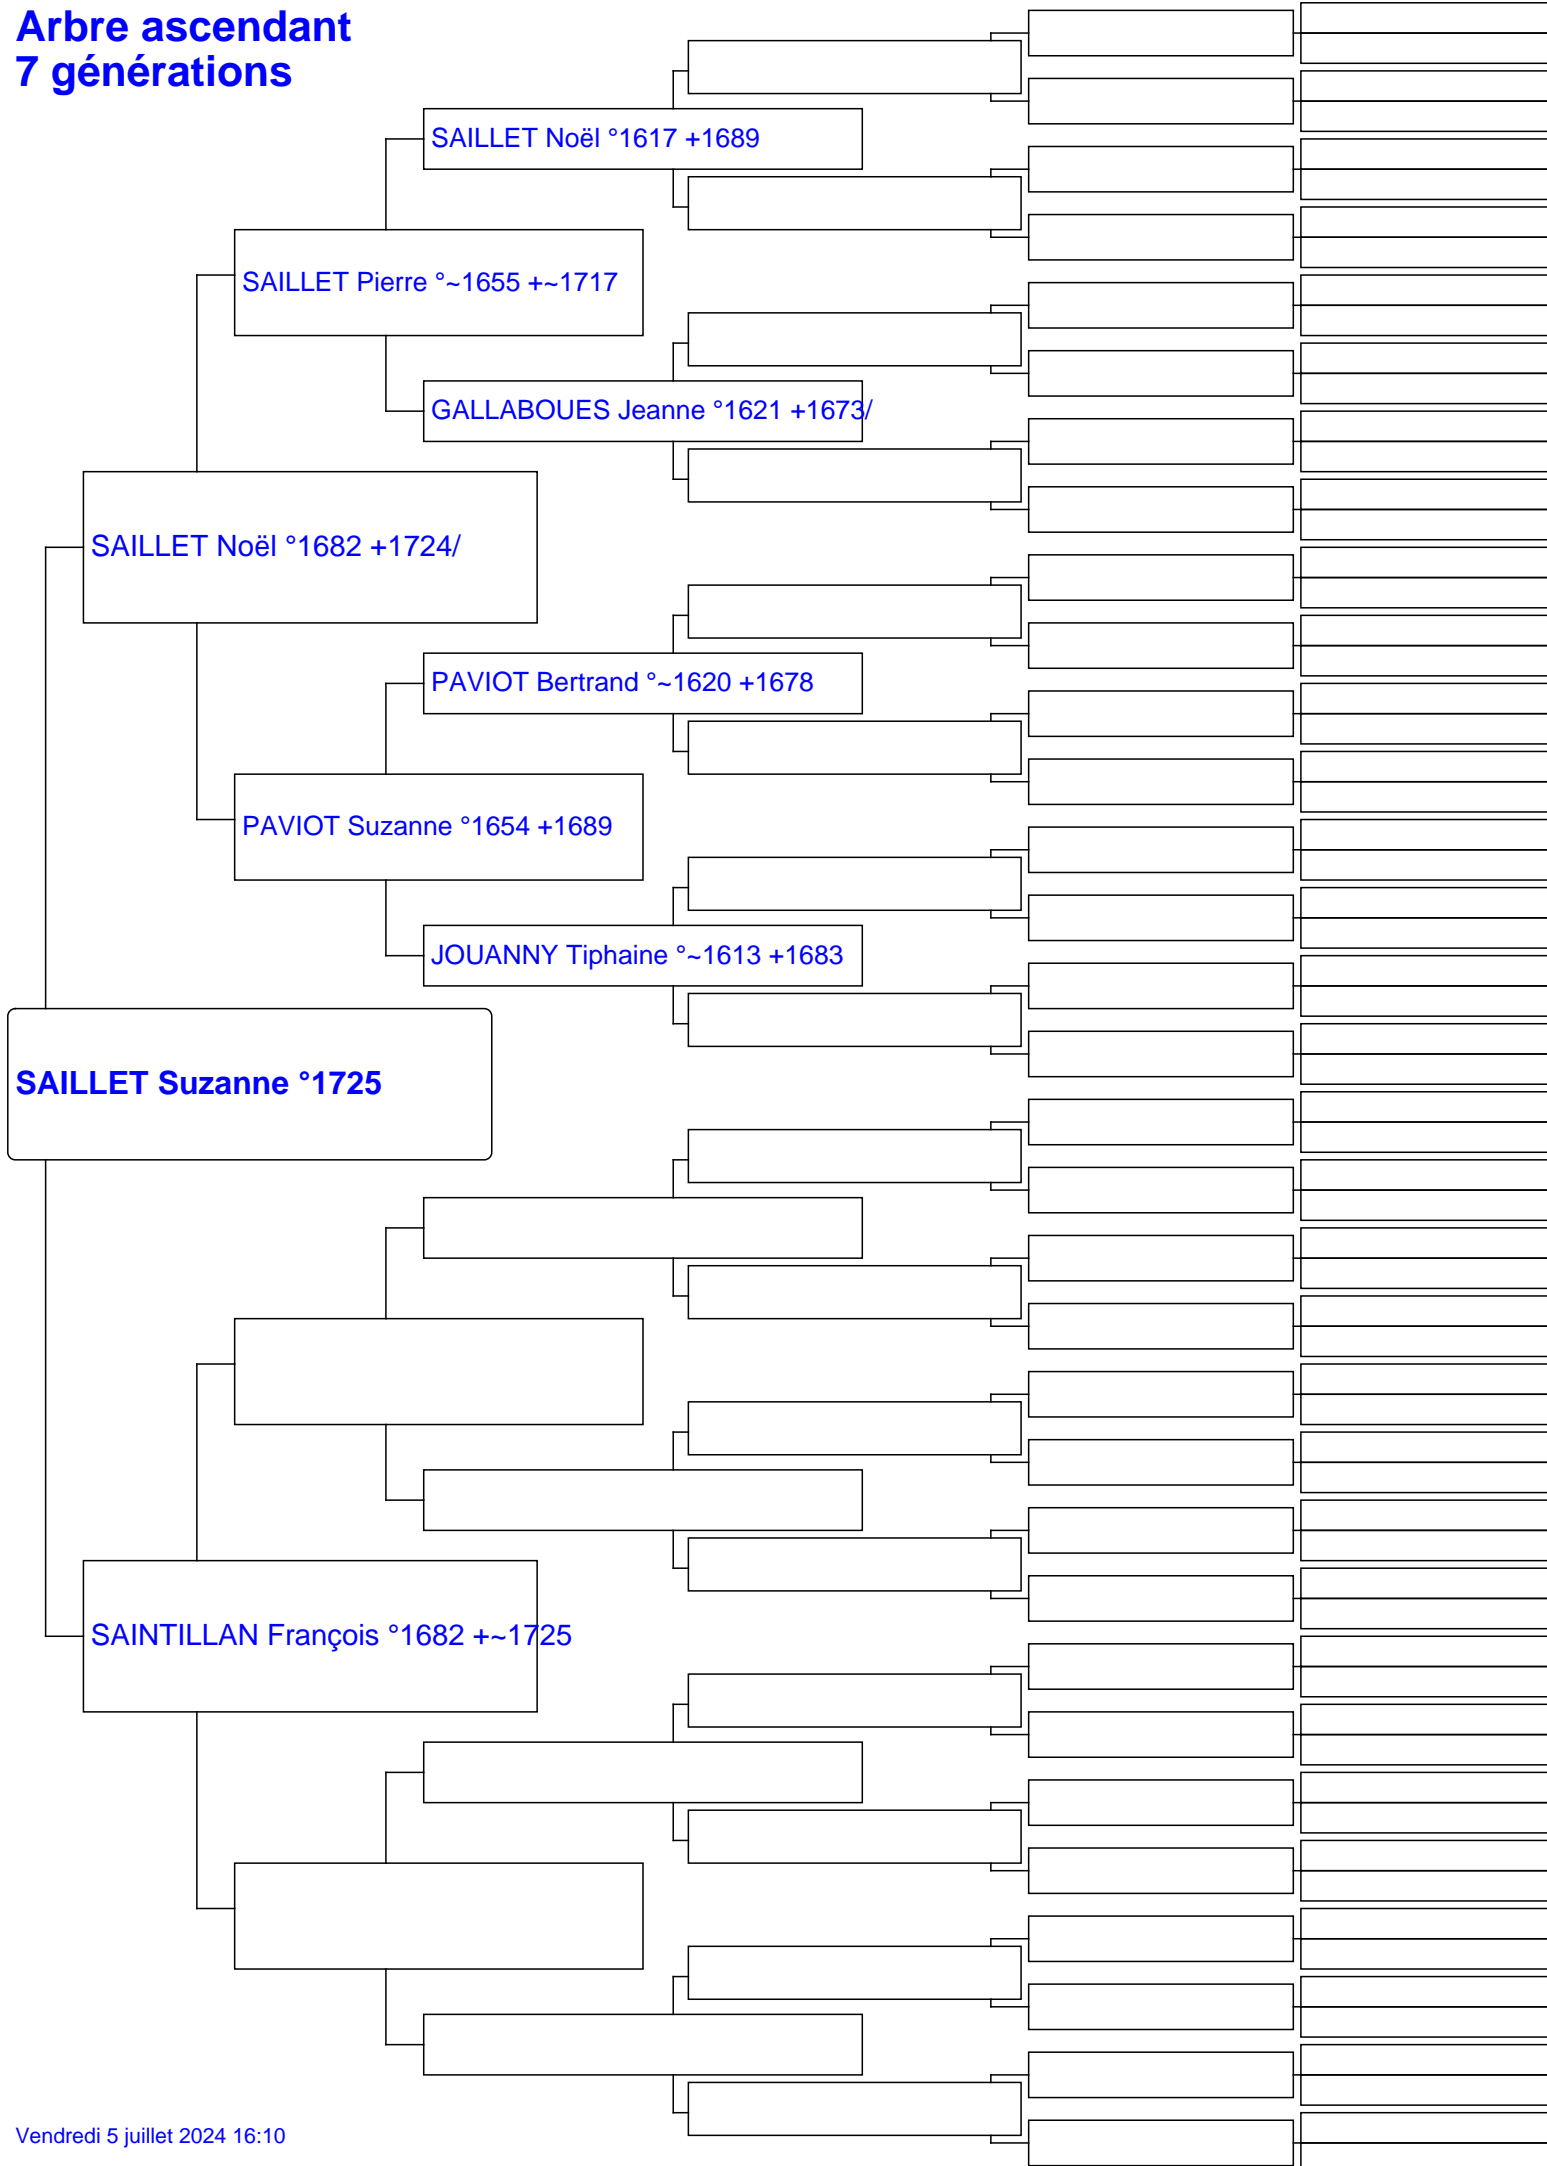 Arbre ascendant
7 générations
SAILLET Noël °1617 +1689
SAILLET Pierre °~1655 +~1717
GALLABOUES Jeanne °1621 +1673/
SAILLET Noël °1682 +1724/
PAVIOT Bertrand °~1620 +1678
PAVIOT Suzanne °1654 +1689
JOUANNY Tiphaine °~1613 +1683
SAILLET Suzanne °1725
SAINTILLAN François °1682 +~1725
Vendredi 5 juillet 2024 16:10